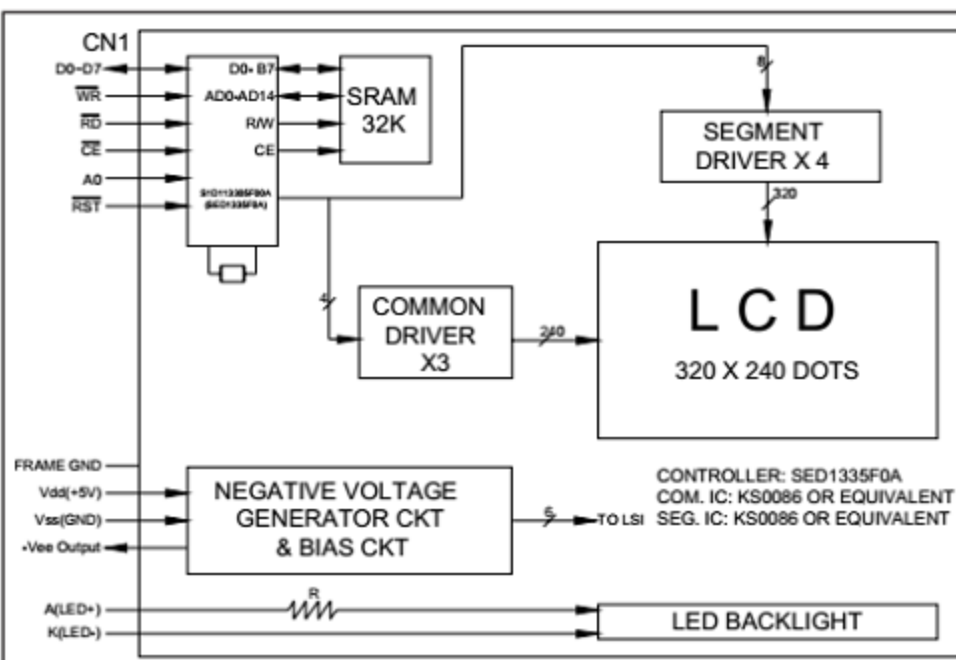 CN1
D0~D7
WR
RD
CE
A0
RST
D0- B7
AD0-AD14
R/W
CE
S1D113305F00A
(SED1335F0A)
SRAM
32K
8
SEGMENT
DRIVER X 4
320
4
COMMON
DRIVER
X3
240
L C D
320 X 240 DOTS
FRAME GND
Vdd(+5V)
Vss(GND)
-Vee Output
NEGATIVE VOLTAGE
GENERATOR CKT
& BIAS CKT
TO LSI
CONTROLLER: SED1335F0A
COM. IC: KS0086 OR EQUIVALENT
SEG. IC: KS0086 OR EQUIVALENT
A(LED+)
K(LED-)
R
LED BACKLIGHT